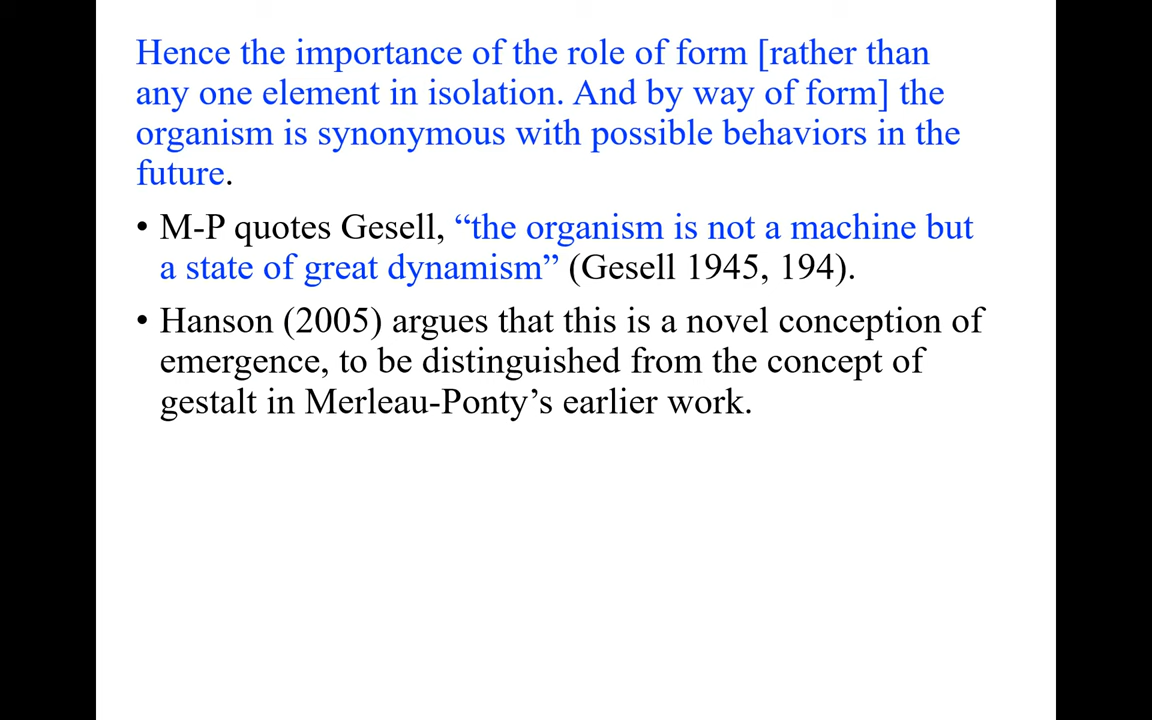 Hence the importance of the role of form [rather than
any one element in isolation. And by way of form] the
organism is synonymous with possible behaviors in the
future.
• M-P quotes Gesell, “the organism is not a machine but
a state of great dynamism” (Gesell 1945, 194).
• Hanson (2005) argues that this is a novel conception of
emergence, to be distinguished from the concept of
gestalt in Merleau-Ponty’s earlier work.